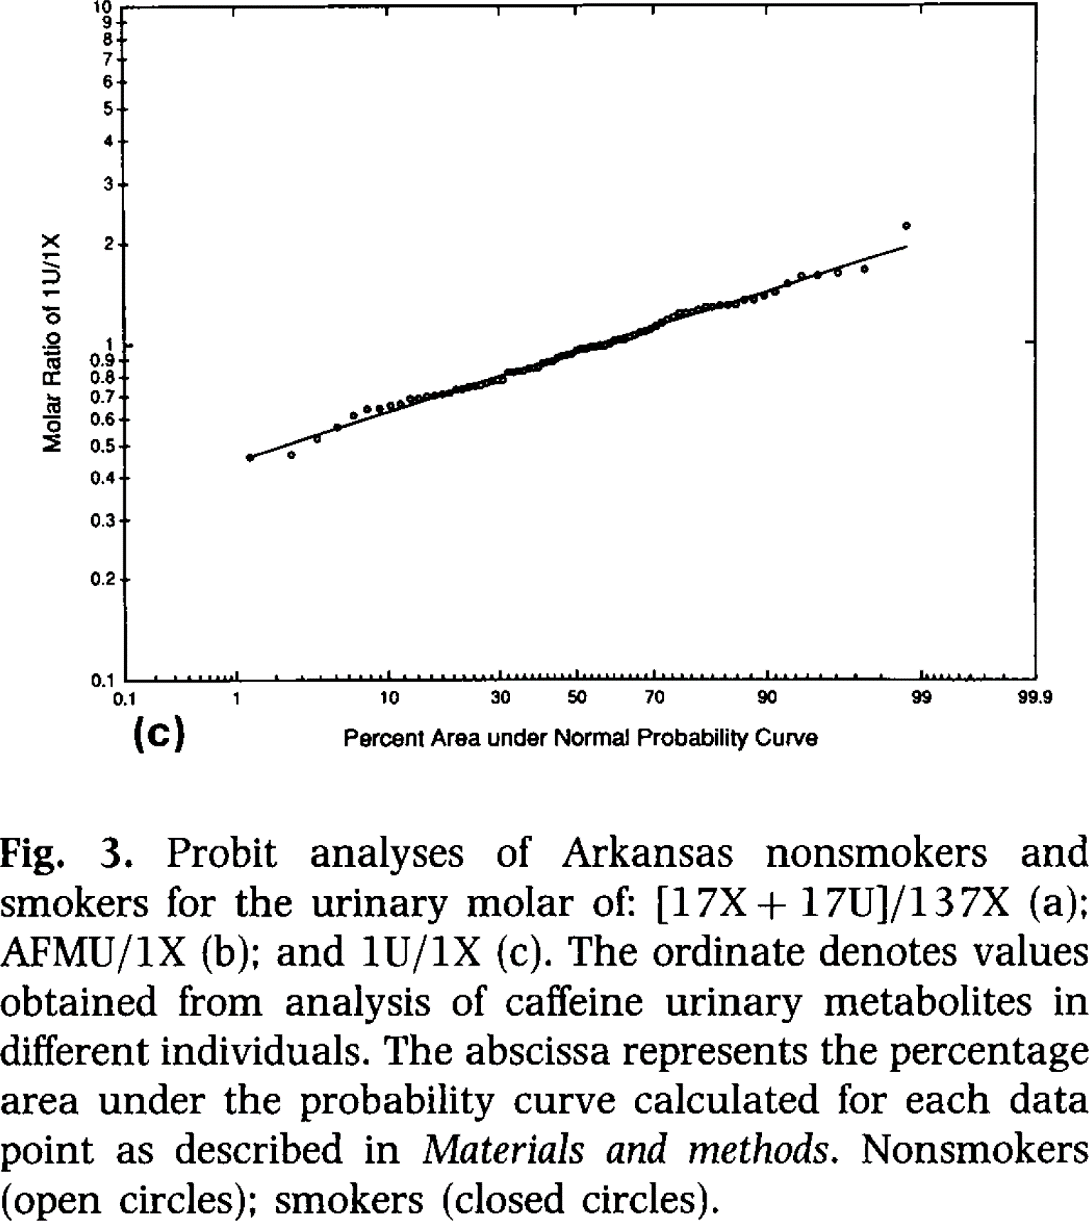 10
9
8
7
6
5
4
3
2
1
0.9
0.8
0.7
0.6
0.5
0.4
0.3
0.2
0.1
Molar Ratio of 1U/1X
0.1 1 10 30 50 70 90 99 99.9
(c) Percent Area under Normal Probability Curve
Fig. 3. Probit analyses of Arkansas nonsmokers and
smokers for the urinary molar of: [17X + 17U]/137X (a);
AFMU/1X (b); and 1U/1X (c). The ordinate denotes values
obtained from analysis of caffeine urinary metabolites in
different individuals. The abscissa represents the percentage
area under the probability curve calculated for each data
point as described in Materials and methods. Nonsmokers
(open circles); smokers (closed circles).